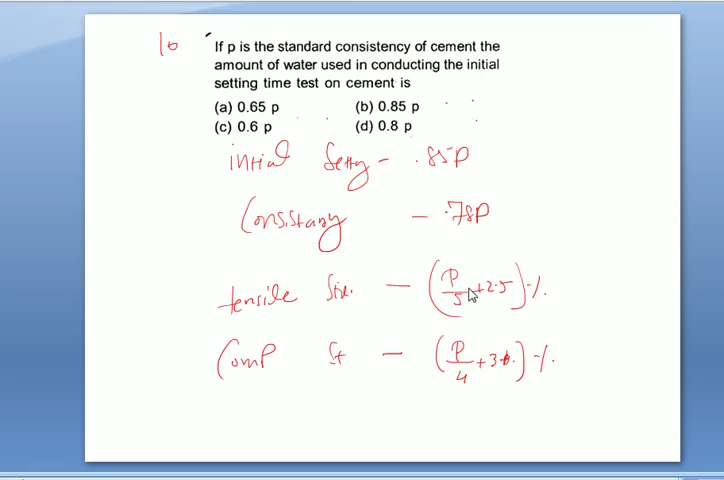 10
If p is the standard consistency of cement the
amount of water used in conducting the initial
setting time test on cement is
(a) 0.65 p (b) 0.85 p
(c) 0.6 p (d) 0.8 p
intial Setty - .85P
Consistany - .78P
tensile Str. - (P/5 + 2.5) %.
ComP St - (P/4 + 3.0) %.